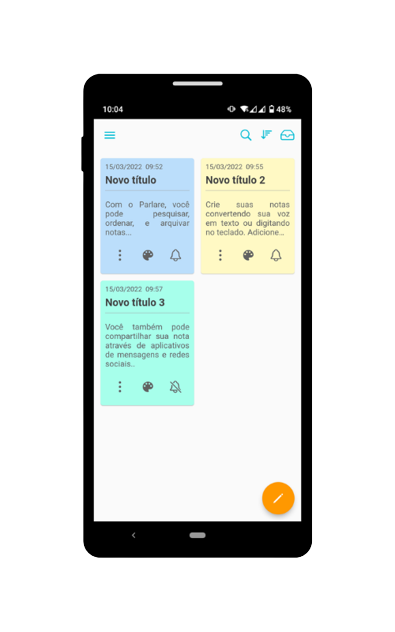 10:04
48%
15/03/2022 09:52
Novo título
Com o Parlare, você
pode pesquisar,
ordenar, e arquivar
notas...
15/03/2022 09:55
Novo título 2
Crie suas notas
convertendo sua voz
em texto ou digitando
no teclado. Adicione...
15/03/2022 09:57
Novo título 3
Você também pode
compartilhar sua nota
através de aplicativos
de mensagens e redes
sociais..